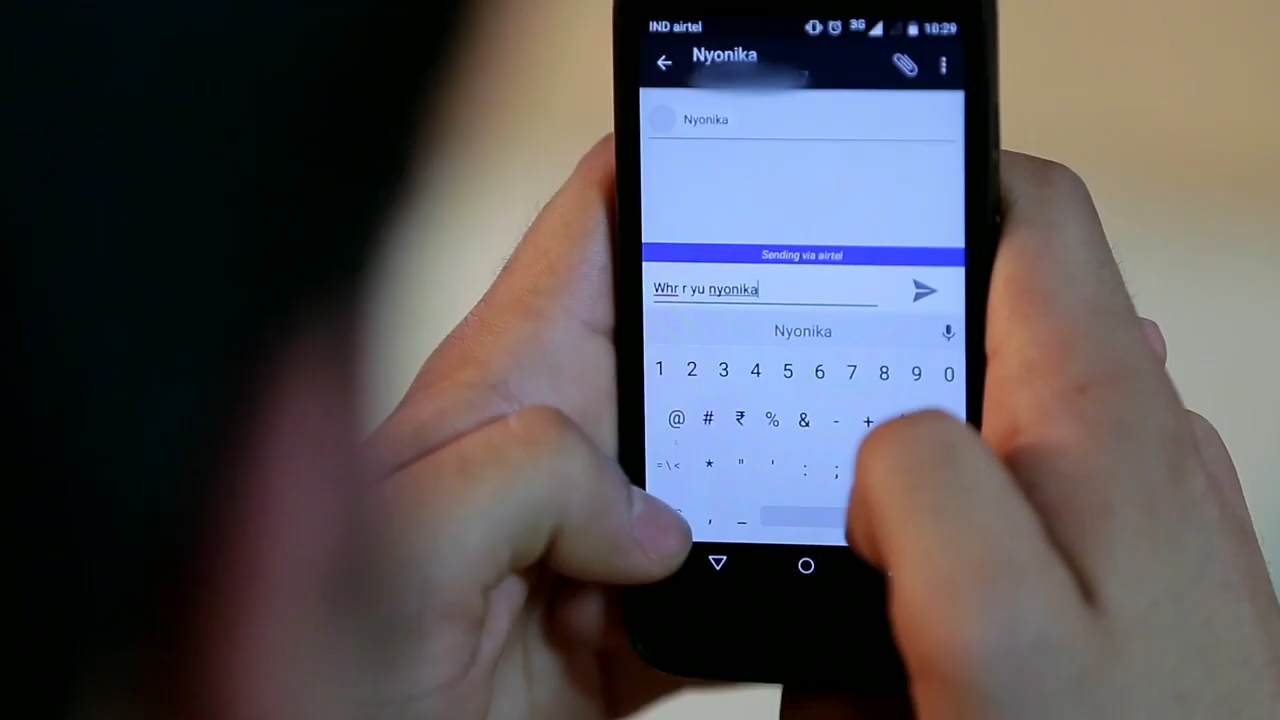 IND airtel 3G 10:29
Nyonika
Nyonika
Sending via airtel
Whr r yu nyonika
Nyonika
1 2 3 4 5 6 7 8 9 0
@ # ₹ % & - +
=\< * " ' : ;
, _